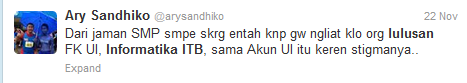 Ary Sandhiko @arysandhiko 22 Nov
Dari jaman SMP smpe skrg entah knp gw ngliat klo org lulusan
FK UI, Informatika ITB, sama Akun UI itu keren stigmanya..
Expand